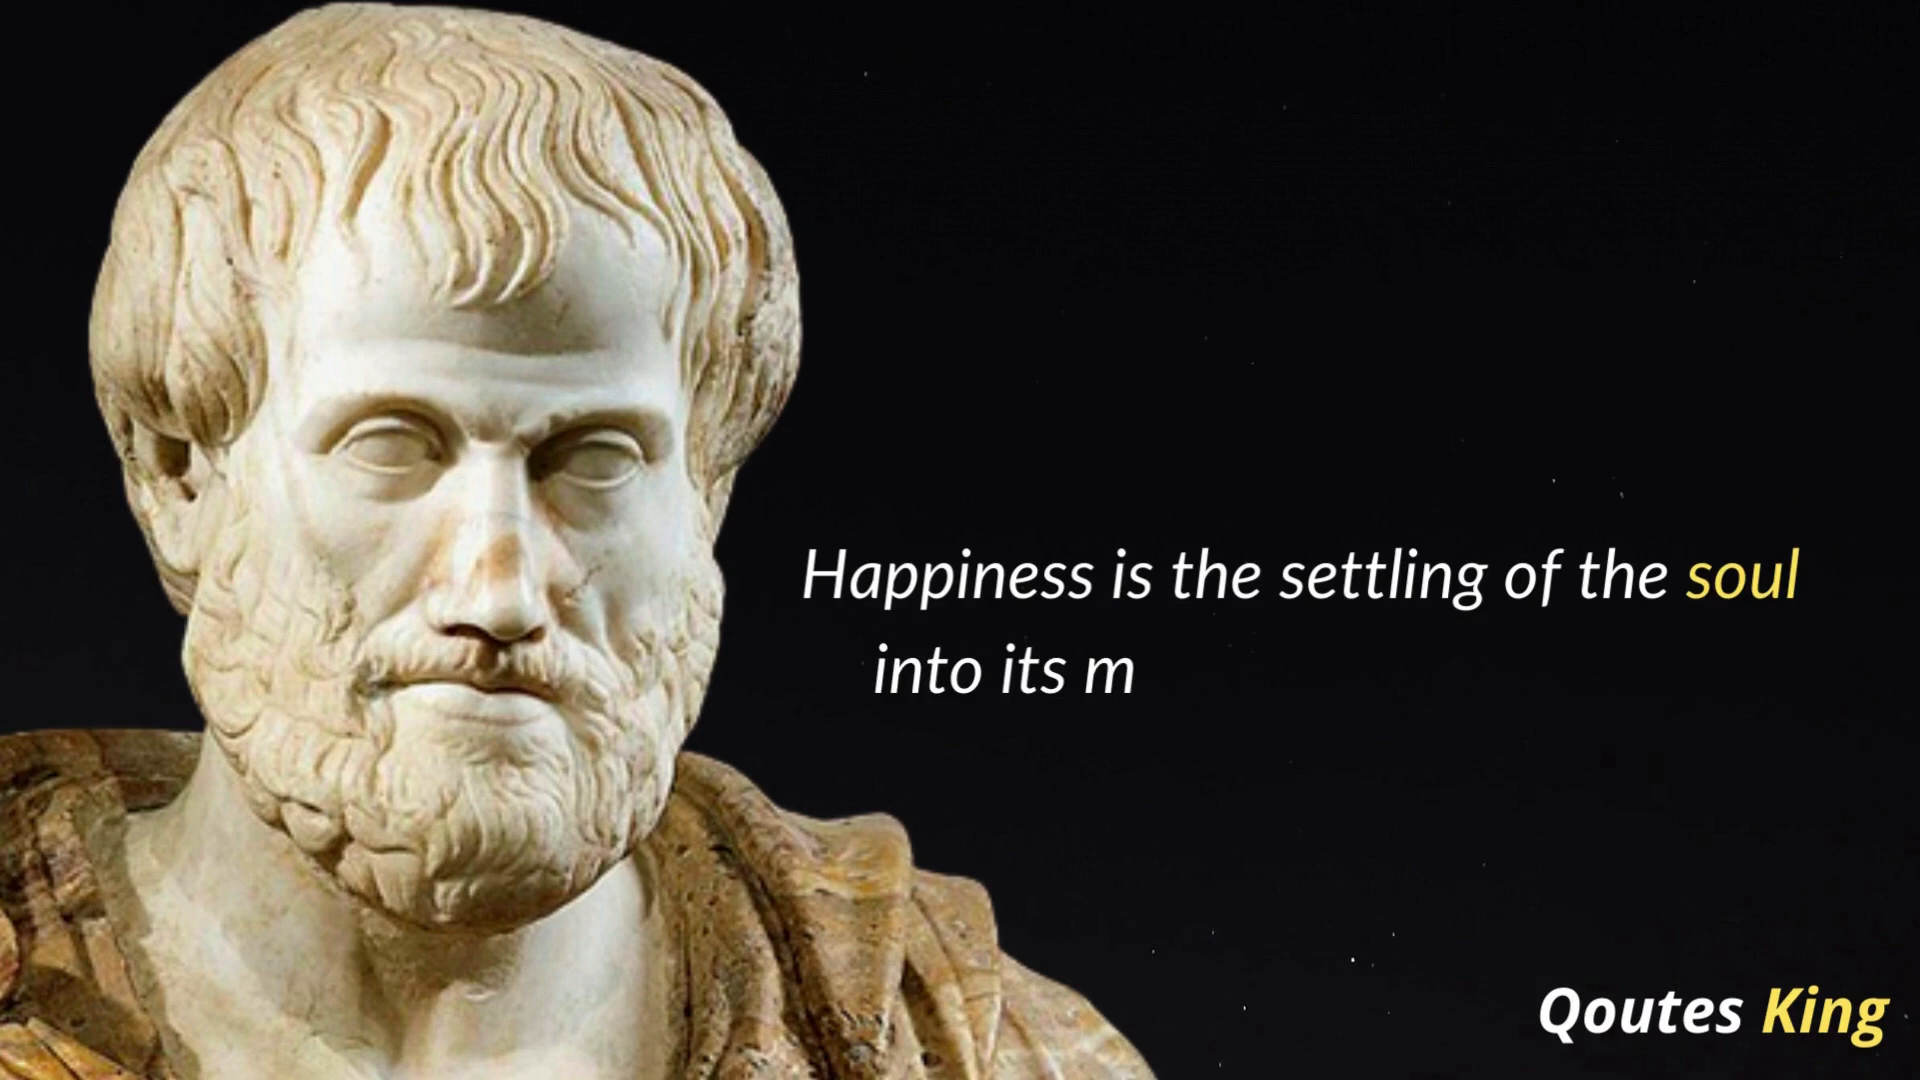 Happiness is the settling of the soul
into its m
Qoutes King